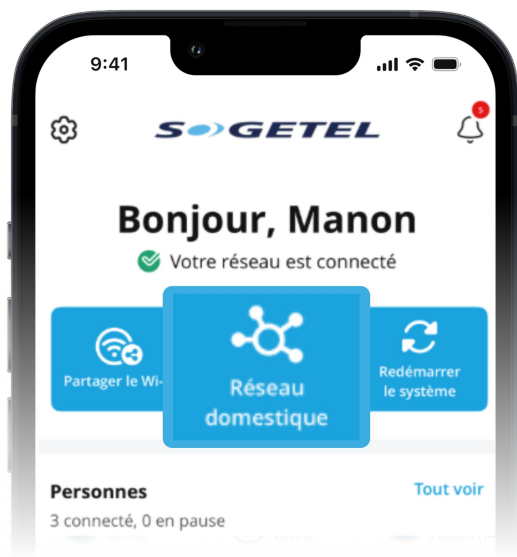 9:41
SOGETEL
5
Bonjour, Manon
Votre réseau est connecté
Partager le Wi-
Réseau
domestique
Redémarrer
le système
Personnes
Tout voir
3 connecté, 0 en pause